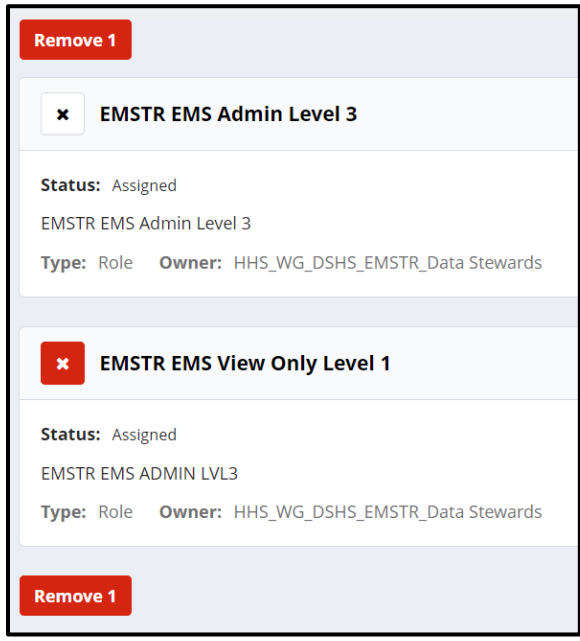 Remove 1
EMSTR EMS Admin Level 3
Status: Assigned
EMSTR EMS Admin Level 3
Type: Role Owner: HHS_WG_DSHS_EMSTR_Data Stewards
EMSTR EMS View Only Level 1
Status: Assigned
EMSTR EMS ADMIN LVL3
Type: Role Owner: HHS_WG_DSHS_EMSTR_Data Stewards
Remove 1